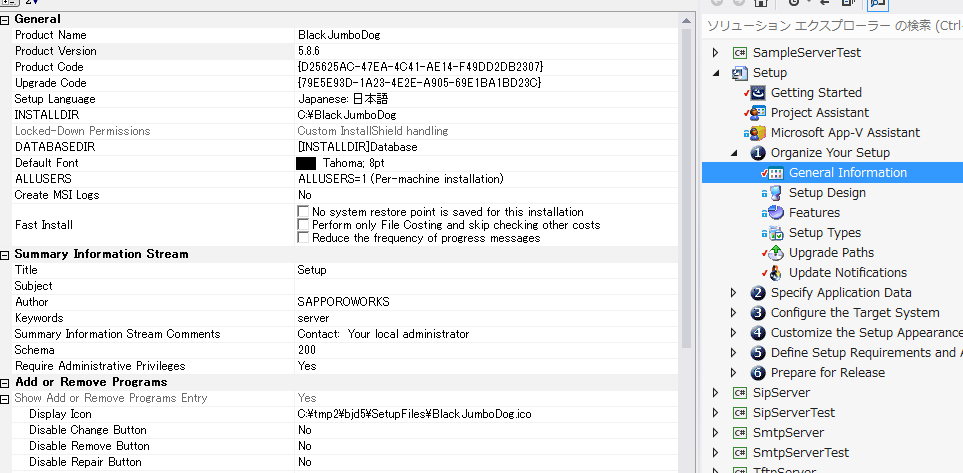 General
Product Name BlackJumboDog
Product Version 5.8.6
Product Code {D25625AC-47EA-4C41-AE14-F49DD2DB2307}
Upgrade Code {79E5E93D-1A23-4E2E-A905-69E1BA1BD23C}
Setup Language Japanese: 日本語
INSTALLDIR C:¥BlackJumboDog
Locked-Down Permissions Custom InstallShield handling
DATABASEDIR [INSTALLDIR]Database
Default Font Tahoma; 8pt
ALLUSERS ALLUSERS=1 (Per-machine installation)
Create MSI Logs No
Fast Install
No system restore point is saved for this installation
Perform only File Costing and skip checking other costs
Reduce the frequency of progress messages
Summary Information Stream
Title Setup
Subject
Author SAPPOROWORKS
Keywords server
Summary Information Stream Comments Contact: Your local administrator
Schema 200
Require Administrative Privileges Yes
Add or Remove Programs
Show Add or Remove Programs Entry Yes
Display Icon C:¥tmp2¥bjd5¥SetupFiles¥BlackJumboDog.ico
Disable Change Button No
Disable Remove Button No
Disable Repair Button No
ソリューション エクスプローラー の検索 (Ctrl
C# SampleServerTest
Setup
Getting Started
Project Assistant
Microsoft App-V Assistant
1 Organize Your Setup
General Information
Setup Design
Features
Setup Types
Upgrade Paths
Update Notifications
2 Specify Application Data
3 Configure the Target System
4 Customize the Setup Appearance
5 Define Setup Requirements and A
6 Prepare for Release
C# SipServer
C# SipServerTest
C# SmtpServer
C# SmtpServerTest
TftpServer